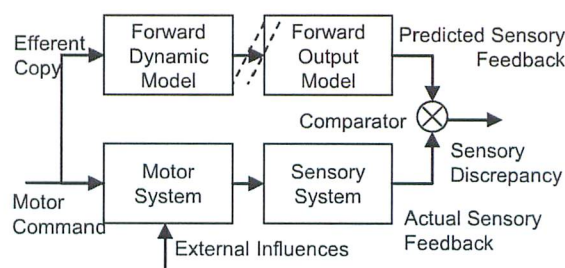 Efferent
Copy
Forward
Dynamic
Model
Forward
Output
Model
Predicted Sensory
Feedback
Comparator
Sensory
Discrepancy
Motor
Command
Motor
System
Sensory
System
Actual Sensory
Feedback
External Influences